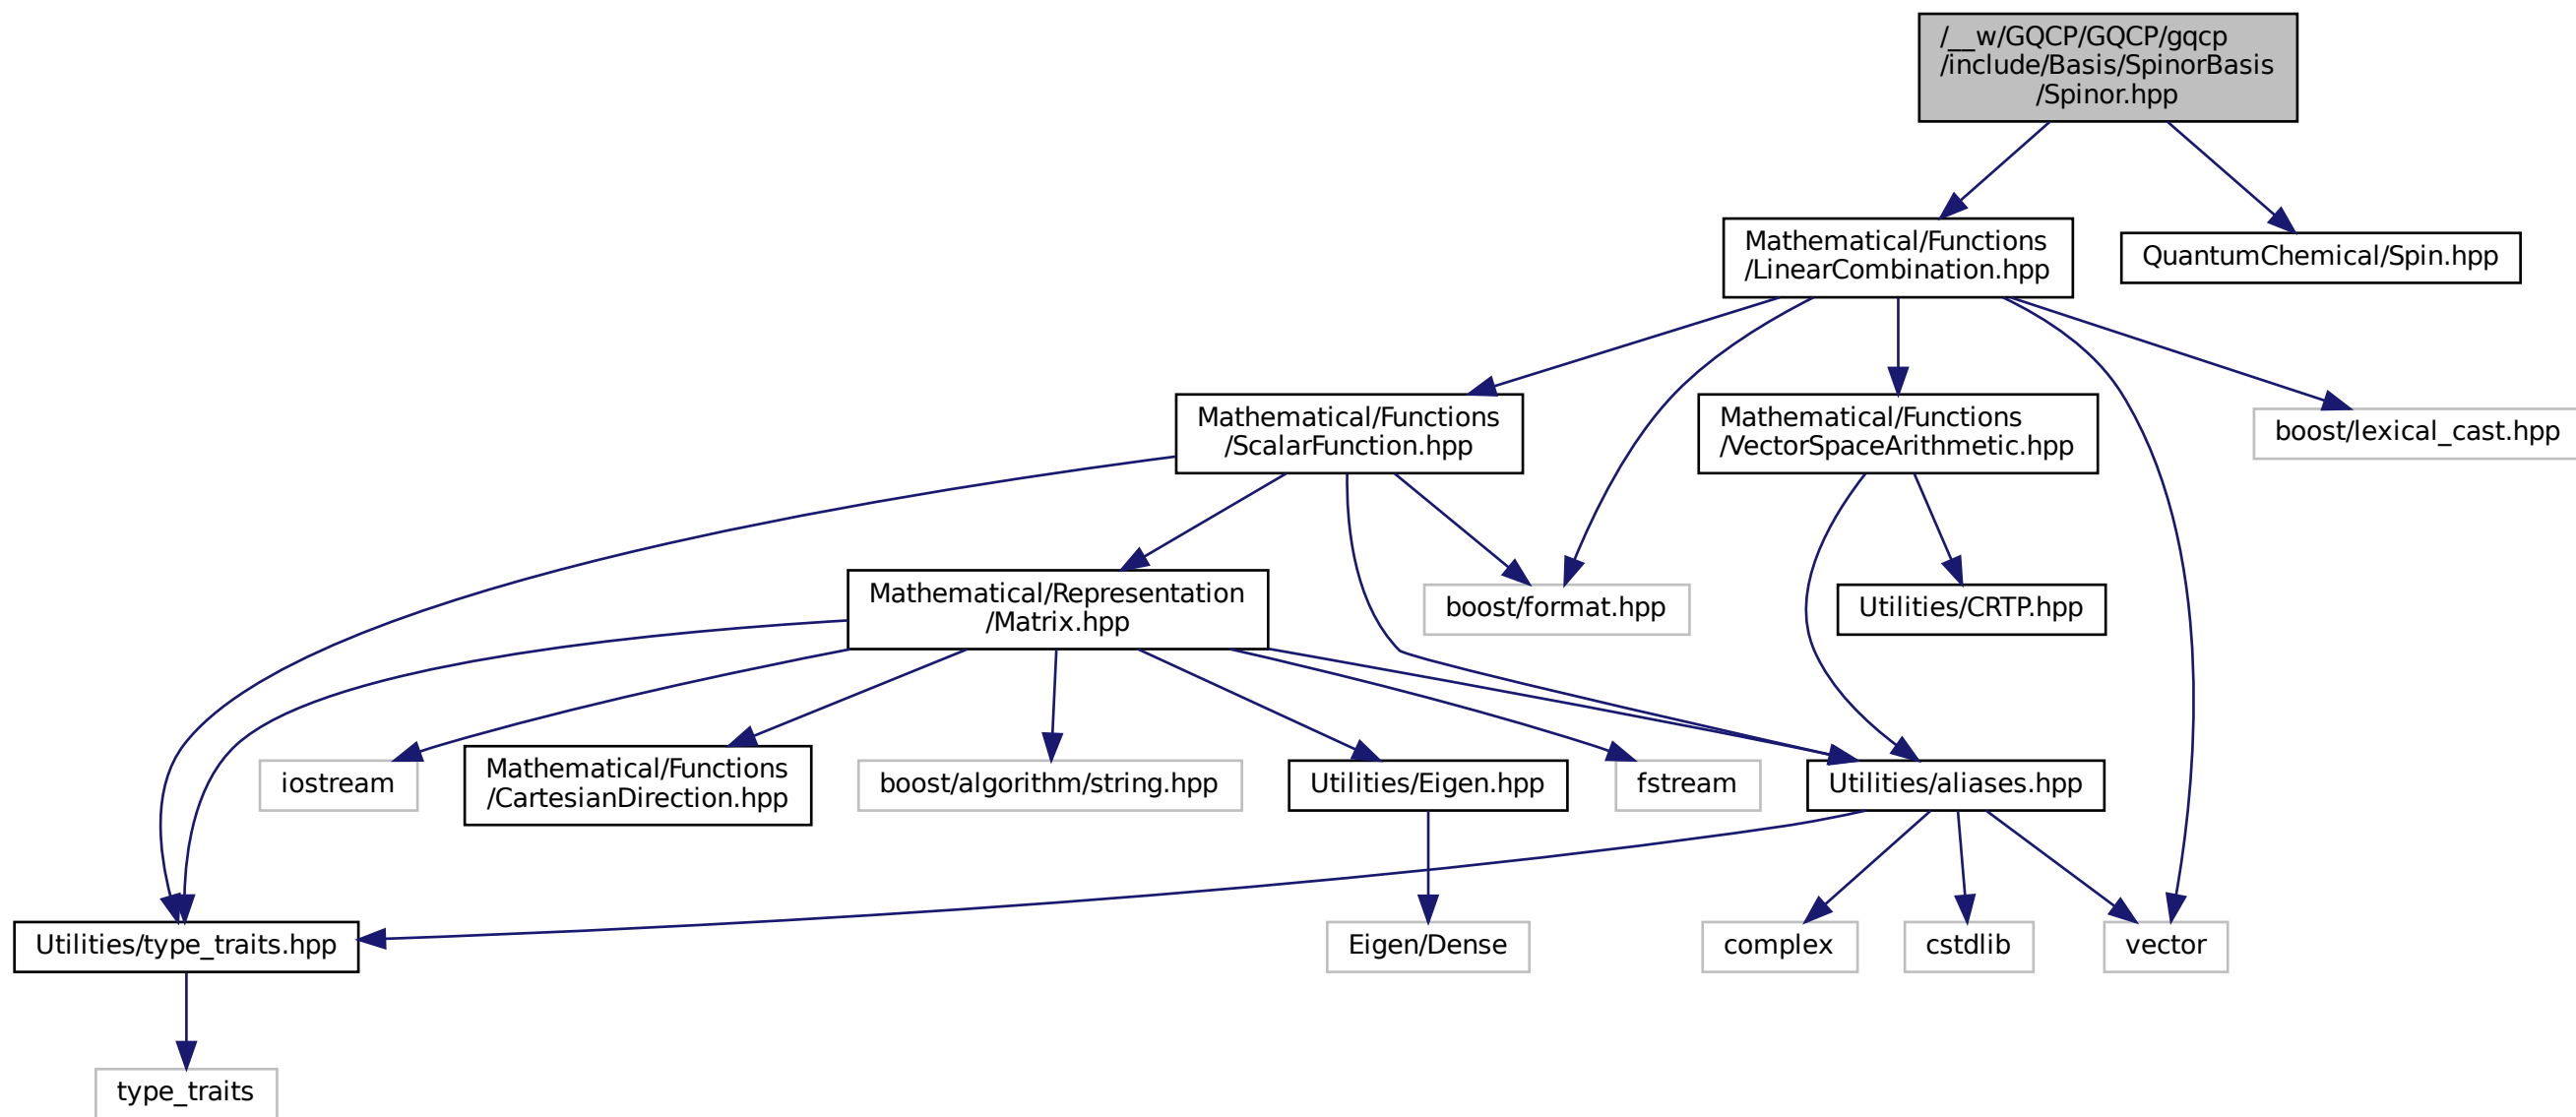 /__w/GQCP/GQCP/gqcp
/include/Basis/SpinorBasis
/Spinor.hpp
Mathematical/Functions
/LinearCombination.hpp
QuantumChemical/Spin.hpp
Mathematical/Functions
/ScalarFunction.hpp
Mathematical/Functions
/VectorSpaceArithmetic.hpp
boost/lexical_cast.hpp
Mathematical/Representation
/Matrix.hpp
boost/format.hpp
Utilities/CRTP.hpp
iostream
Mathematical/Functions
/CartesianDirection.hpp
boost/algorithm/string.hpp
Utilities/Eigen.hpp
fstream
Utilities/aliases.hpp
Utilities/type_traits.hpp
Eigen/Dense
complex
cstdlib
vector
type_traits